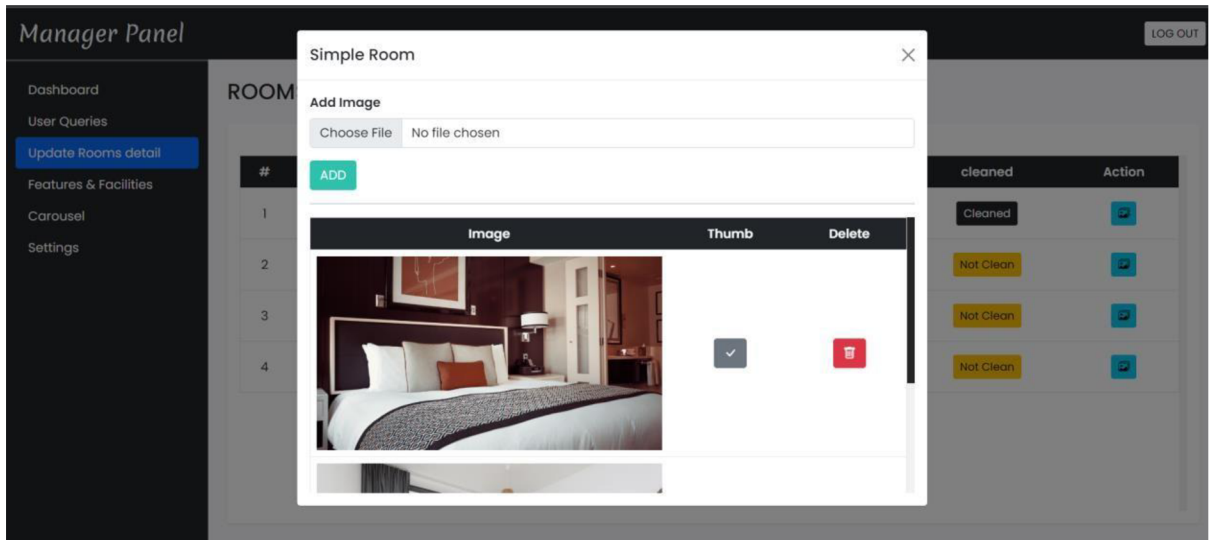 Manager Panel
LOG OUT
Dashboard
User Queries
Update Rooms detail
Features & Facilities
Carousel
Settings
ROOM
Simple Room
Add Image
Choose File No file chosen
ADD
Image Thumb Delete
# cleaned Action
1 Cleaned
2 Not Clean
3 Not Clean
4 Not Clean